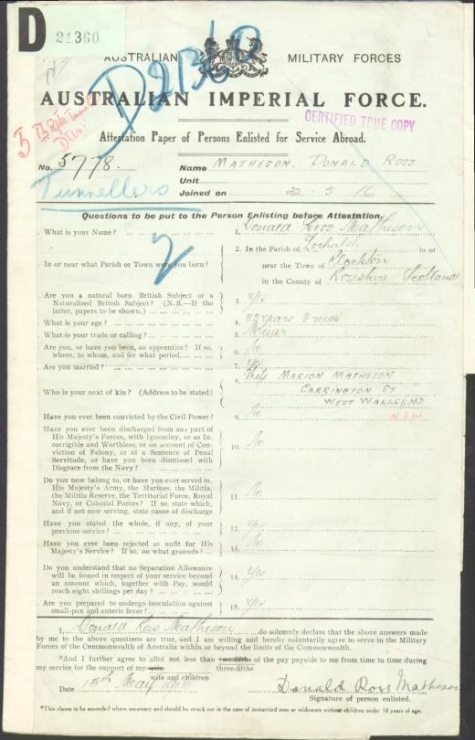 D 21360
AUSTRALIAN MILITARY FORCES
AUSTRALIAN IMPERIAL FORCE.
CERTIFIED TRUE COPY
Attestation Paper of Persons Enlisted for Service Abroad.
No. 5778. Name MATHESON. DONALD ROSS
Unit
Tunnellers
Joined on 22-5-16
Questions to be put to the Person Enlisting before Attestation.
What is your Name? 1. Donald Ross Matheson
2. In the Parish of Lochalsh in or
In or near what Parish or Town were you born? near the Town of
in the County of Rosshire Scotland
Are you a natural born British Subject or a
Naturalised British Subject? (N.B.—If the
latter, papers to be shown.) 3. Yes
What is your age? 4.
What is your trade or calling? 5. Miner
Are you, or have you been, an apprentice? If so,
where, to whom, and for what period. 6. No
Are you married? 7. Yes
8. MARION MATHESON
Who is your next of kin? (Address to be stated) CARRINGTON ST
WEST WALLSEND
N.S.W.
Have you ever been convicted by the Civil Power? 9. No
Have you ever been discharged from any part of
His Majesty's Forces, with Ignominy, or as In-
corrigible and Worthless, or on account of Con-
viction of Felony, or of a Sentence of Penal
Servitude, or have you been dismissed with
Disgrace from the Navy? 10. No
Do you now belong to, or have you ever served in,
His Majesty's Army, the Marines, the Militia,
the Militia Reserve, the Territorial Force, Royal
Navy, or Colonial Forces? If so, state which,
and if not now serving, state cause of discharge 11. No
Have you stated the whole, if any, of your
previous service? 12. Yes
Have you ever been rejected as unfit for His
Majesty's Service? If so, on what grounds? 13. No
Do you understand that no Separation Allowance
will be issued in respect of your service beyond
an amount which, together with Pay, would
reach eight shillings per day? 14. Yes
Are you prepared to undergo inoculation against
small-pox and enteric fever? 15. Yes
I, Donald Ross Matheson do solemnly declare that the above answers made
by me to the above questions are true, and I am willing and hereby voluntarily agree to serve in the Military
Forces of the Commonwealth of Australia within or beyond the limits of the Commonwealth.
*And I further agree to allot not less than two-fifths of the pay payable to me from time to time during
three-fifths
my service for the support of my wife
wife and children
Date 15th May 1916 Donald Ross Matheson
Signature of person enlisted.
*This clause to be amended where necessary and should be struck out in the case of unmarried men or widowers without children under 18 years of age.